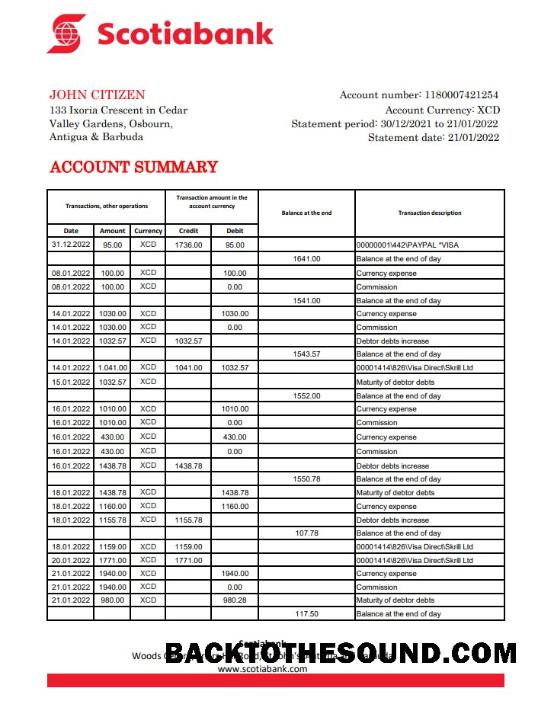 Scotiabank
JOHN CITIZEN
133 Ixoria Crescent in Cedar
Valley Gardens, Osbourn,
Antigua & Barbuda
Account number: 1180007421254
Account Currency: XCD
Statement period: 30/12/2021 to 21/01/2022
Statement date: 21/01/2022
ACCOUNT SUMMARY
Transactions, other operations Transaction amount in the account currency Balance at the end Transaction description
Date Amount Currency Credit Debit
31.12.2022 95.00 XCD 1736.00 95.00 00000001\442\PAYPAL *VISA
1641.00 Balance at the end of day
08.01.2022 100.00 XCD 100.00 Currency expense
08.01.2022 100.00 XCD 0.00 Commission
1541.00 Balance at the end of day
14.01.2022 1030.00 XCD 1030.00 Currency expense
14.01.2022 1030.00 XCD 0.00 Commission
14.01.2022 1032.57 XCD 1032.57 Debtor debts increase
1543.57 Balance at the end of day
14.01.2022 1.041.00 XCD 1041.00 1032.57 00001414\826\Visa Direct\Skrill Ltd
15.01.2022 1032.57 XCD Maturity of debtor debts
1552.00 Balance at the end of day
16.01.2022 1010.00 XCD 1010.00 Currency expense
16.01.2022 1010.00 XCD 0.00 Commission
16.01.2022 430.00 XCD 430.00 Currency expense
16.01.2022 430.00 XCD 0.00 Commission
16.01.2022 1438.78 XCD 1438.78 Debtor debts increase
1550.78 Balance at the end of day
18.01.2022 1438.78 XCD 1438.78 Maturity of debtor debts
18.01.2022 1160.00 XCD 1160.00 Currency expense
18.01.2022 1155.78 XCD 1155.78 Debtor debts increase
107.78 Balance at the end of day
18.01.2022 1159.00 XCD 1159.00 00001414\826\Visa Direct\Skrill Ltd
20.01.2022 1771.00 XCD 1771.00 00001414\826\Visa Direct\Skrill Ltd
21.01.2022 1940.00 XCD 1940.00 Currency expense
21.01.2022 1940.00 XCD 0.00 Commission
21.01.2022 980.00 XCD 980.28 Maturity of debtor debts
117.50 Balance at the end of day
Scotiabank
Woods
BACKTOTHESOUND.COM
www.scotiabank.com